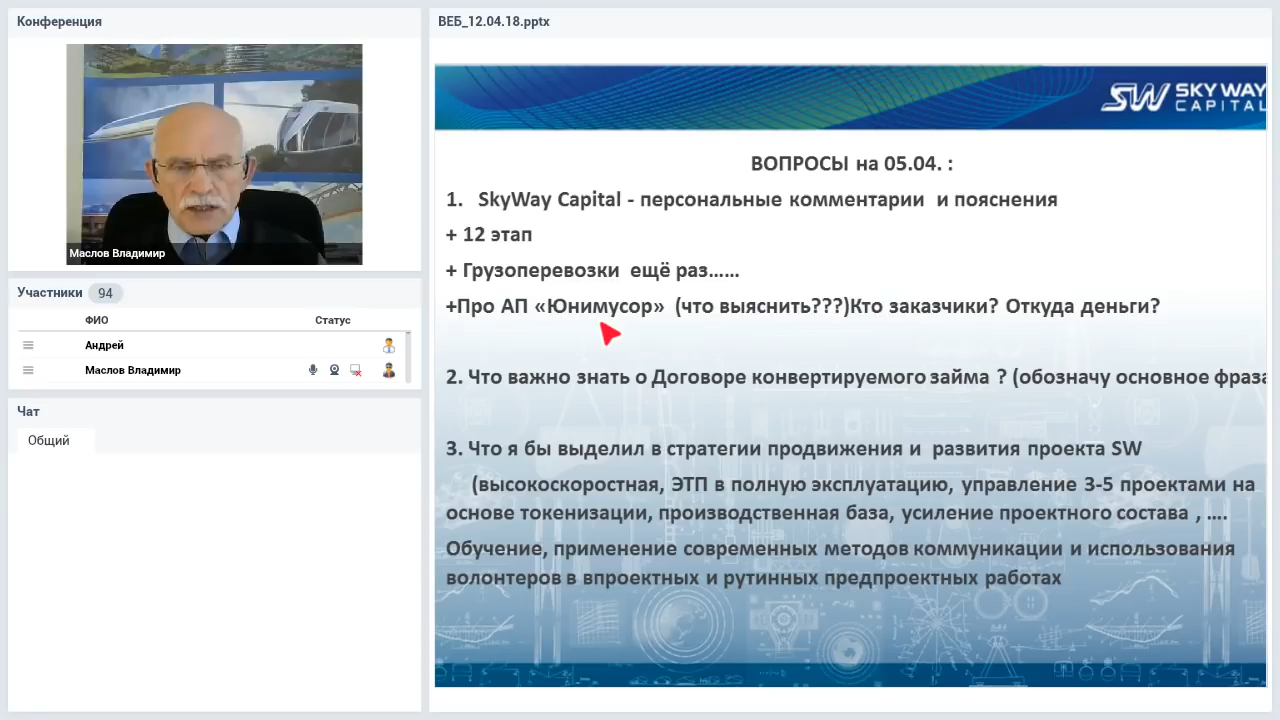 Конференция
Маслов Владимир
Участники 94
ФИО Статус
Андрей
Маслов Владимир
Чат
Общий
ВЕБ_12.04.18.pptx
SW SKY WAY
CAPITAL
ВОПРОСЫ на 05.04. :
1. SkyWay Capital - персональные комментарии и пояснения
+ 12 этап
+ Грузоперевозки ещё раз......
+Про АП «Юнимусор» (что выяснить???)Кто заказчики? Откуда деньги?
2. Что важно знать о Договоре конвертируемого займа ? (обозначу основное фраза
3. Что я бы выделил в стратегии продвижения и развития проекта SW
(высокоскоростная, ЭТП в полную эксплуатацию, управление 3-5 проектами на
основе токенизации, производственная база, усиление проектного состава , ....
Обучение, применение современных методов коммуникации и использования
волонтеров в впроектных и рутинных предпроектных работах